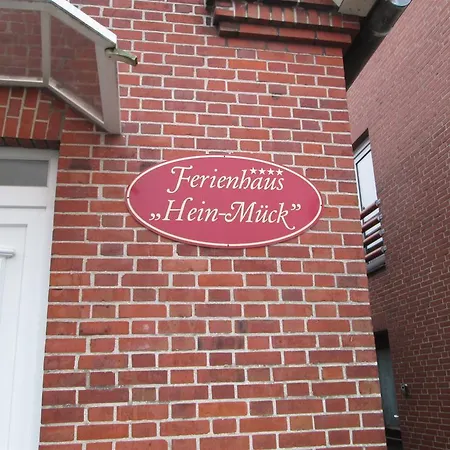 Ferienhaus ****
„Hein-Mück”